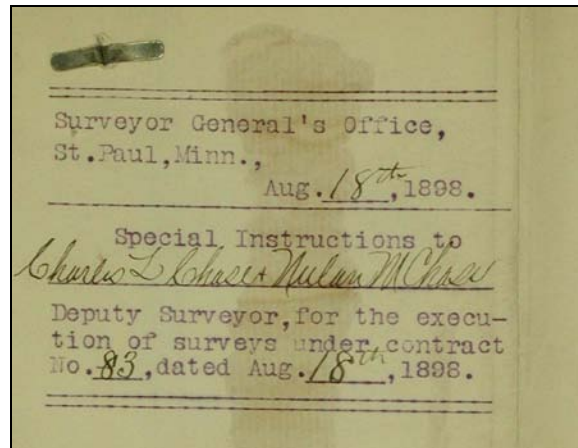 Surveyor General's Office,
St.Paul,Minn.,
Aug. 18th, 1898.
Special Instructions to
Charles L Chase + M Chase
Deputy Surveyor, for the execu-
tion of surveys under contract
No. 83, dated Aug. 18th, 1898.